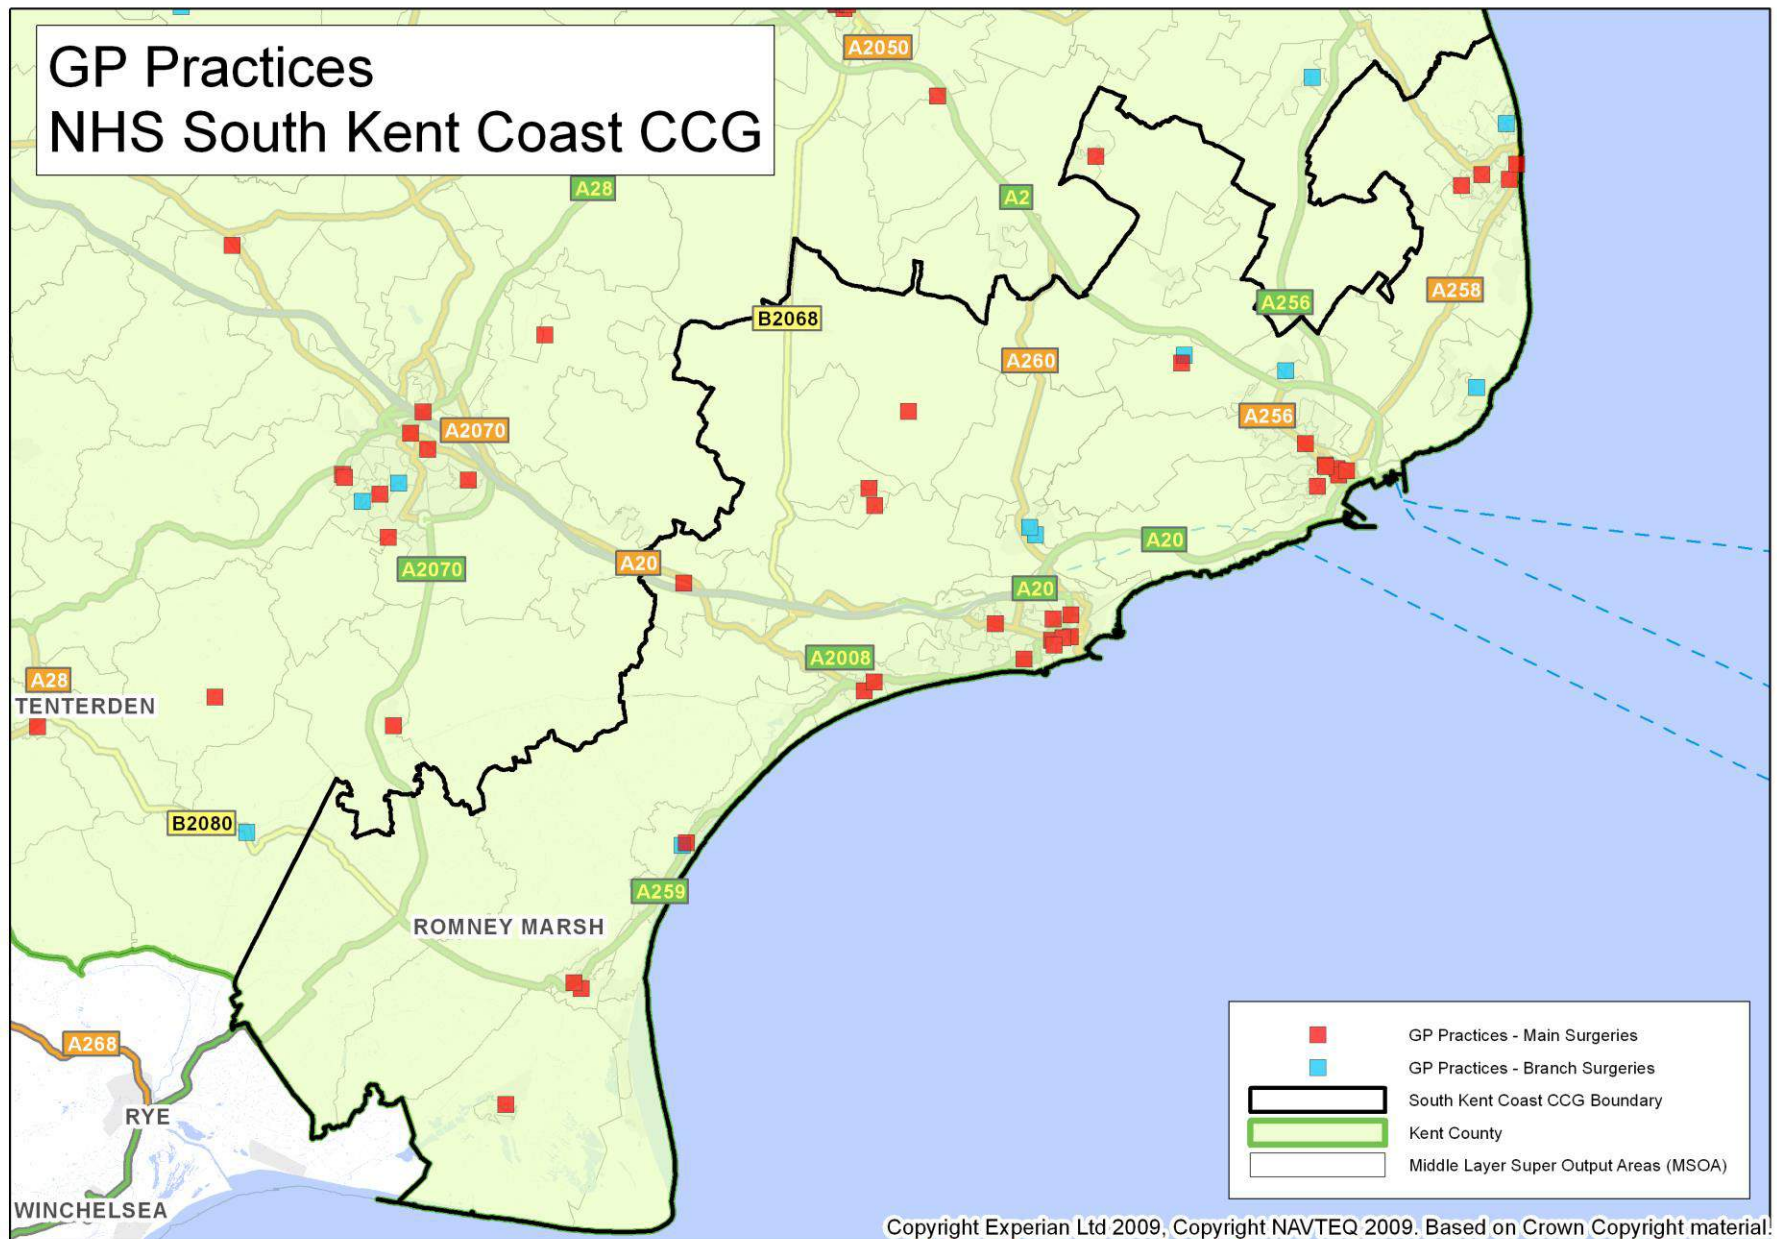 GP Practices
NHS South Kent Coast CCG
A2050
A28
A2
A256
A258
B2068
A260
A256
A2070
A20
A20
A2070
A20
A2008
A28
TENTERDEN
B2080
A259
ROMNEY MARSH
A268
RYE
WINCHELSEA
GP Practices - Main Surgeries
GP Practices - Branch Surgeries
South Kent Coast CCG Boundary
Kent County
Middle Layer Super Output Areas (MSOA)
Copyright Experian Ltd 2009, Copyright NAVTEQ 2009. Based on Crown Copyright material.